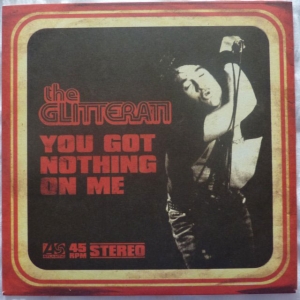 the
GLITTERATI
YOU GOT
NOTHING
ON ME
45 RPM STEREO